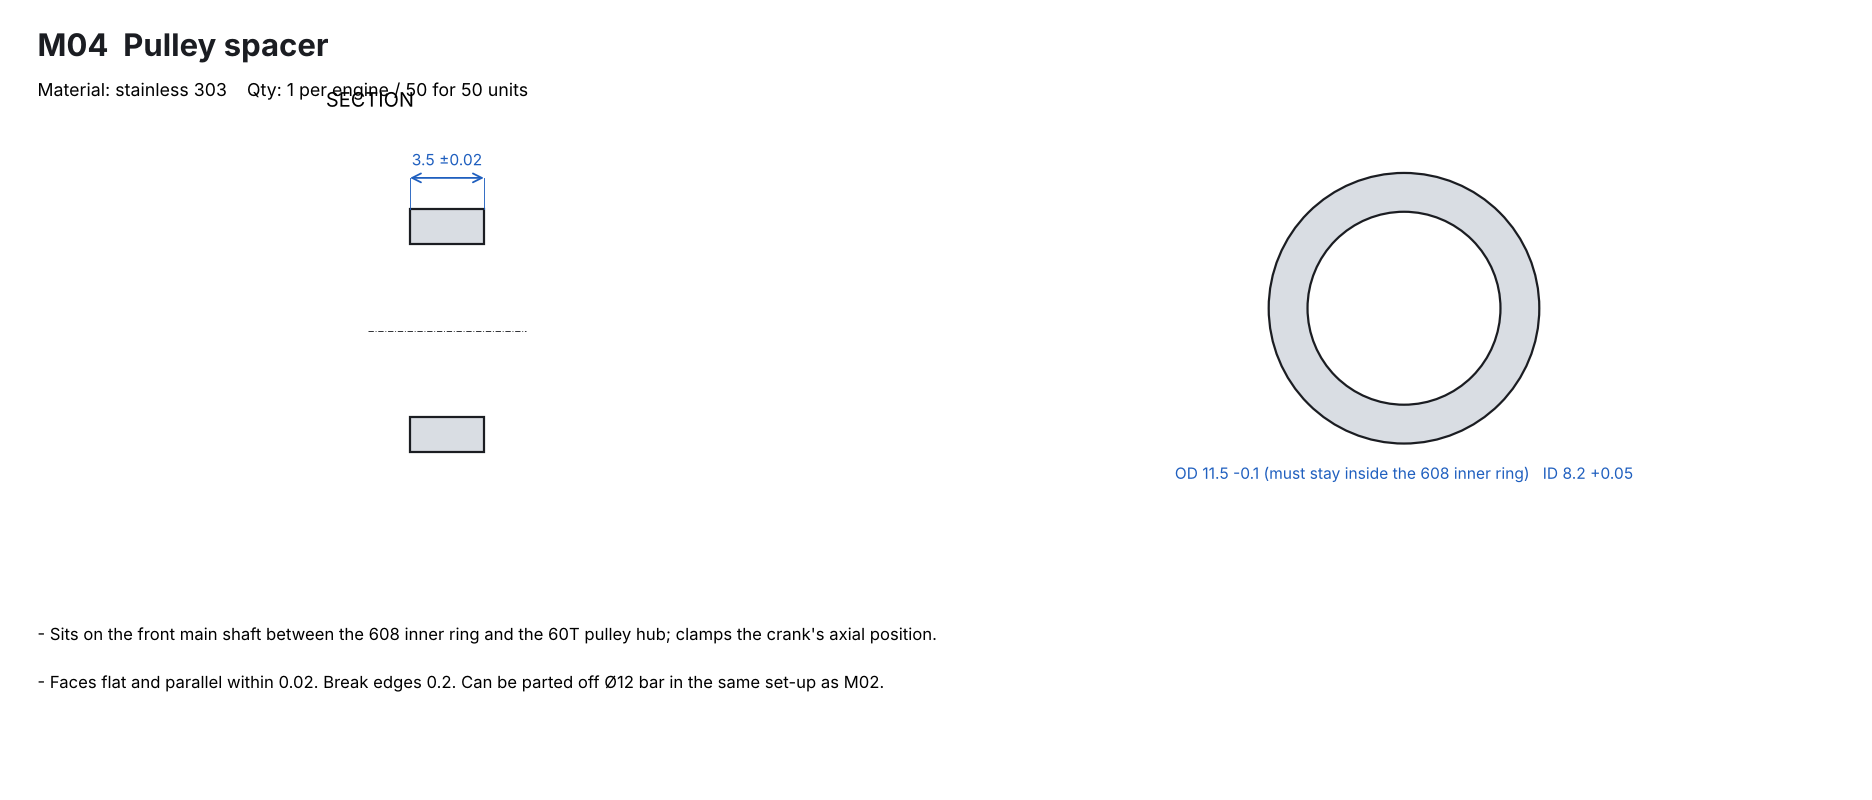 M04 Pulley spacer
Material: stainless 303 Qty: 1 per engine / 50 for 50 units
SECTION
3.5 ±0.02
OD 11.5 -0.1 (must stay inside the 608 inner ring) ID 8.2 +0.05
- Sits on the front main shaft between the 608 inner ring and the 60T pulley hub; clamps the crank's axial position.
- Faces flat and parallel within 0.02. Break edges 0.2. Can be parted off Ø12 bar in the same set-up as M02.